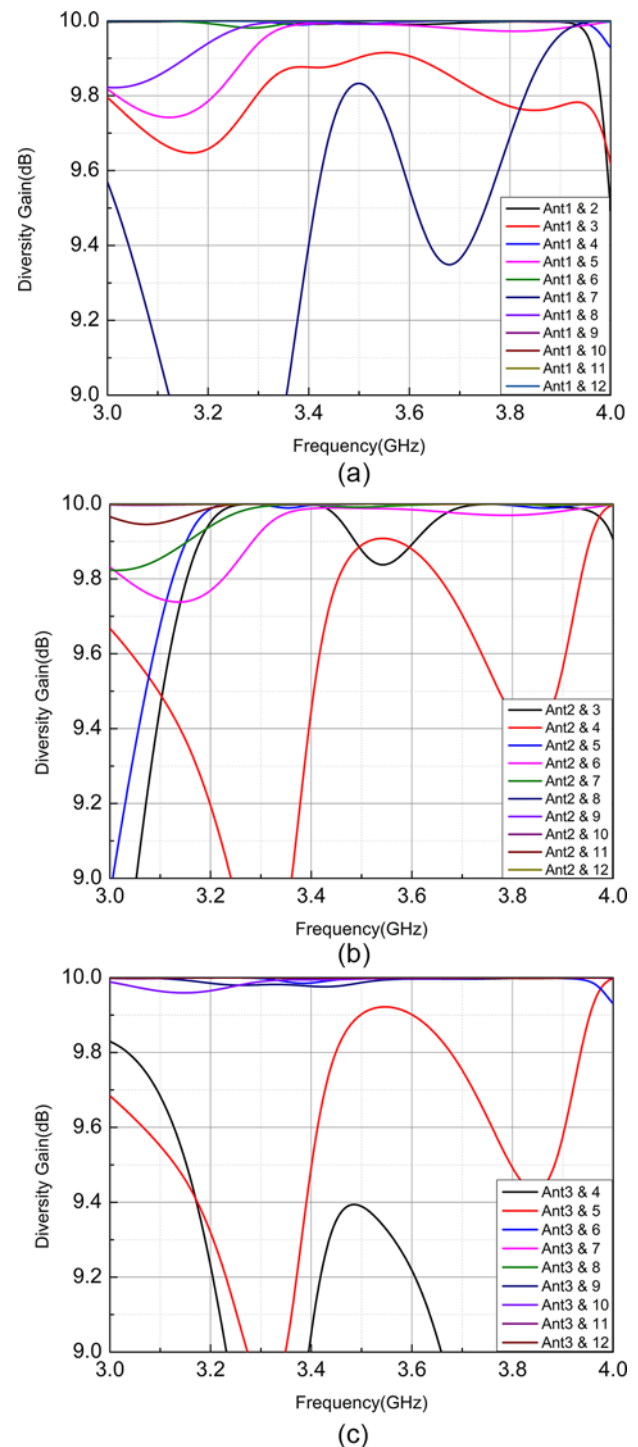 10.0
9.8
9.6
9.4
9.2
9.0
Diversity Gain(dB)
Ant1 & 2
Ant1 & 3
Ant1 & 4
Ant1 & 5
Ant1 & 6
Ant1 & 7
Ant1 & 8
Ant1 & 9
Ant1 & 10
Ant1 & 11
Ant1 & 12
3.0 3.2 3.4 3.6 3.8 4.0
Frequency(GHz)
(a)
10.0
9.8
9.6
9.4
9.2
9.0
Diversity Gain(dB)
Ant2 & 3
Ant2 & 4
Ant2 & 5
Ant2 & 6
Ant2 & 7
Ant2 & 8
Ant2 & 9
Ant2 & 10
Ant2 & 11
Ant2 & 12
3.0 3.2 3.4 3.6 3.8 4.0
Frequency(GHz)
(b)
10.0
9.8
9.6
9.4
9.2
9.0
Diversity Gain(dB)
Ant3 & 4
Ant3 & 5
Ant3 & 6
Ant3 & 7
Ant3 & 8
Ant3 & 9
Ant3 & 10
Ant3 & 11
Ant3 & 12
3.0 3.2 3.4 3.6 3.8 4.0
Frequency(GHz)
(c)